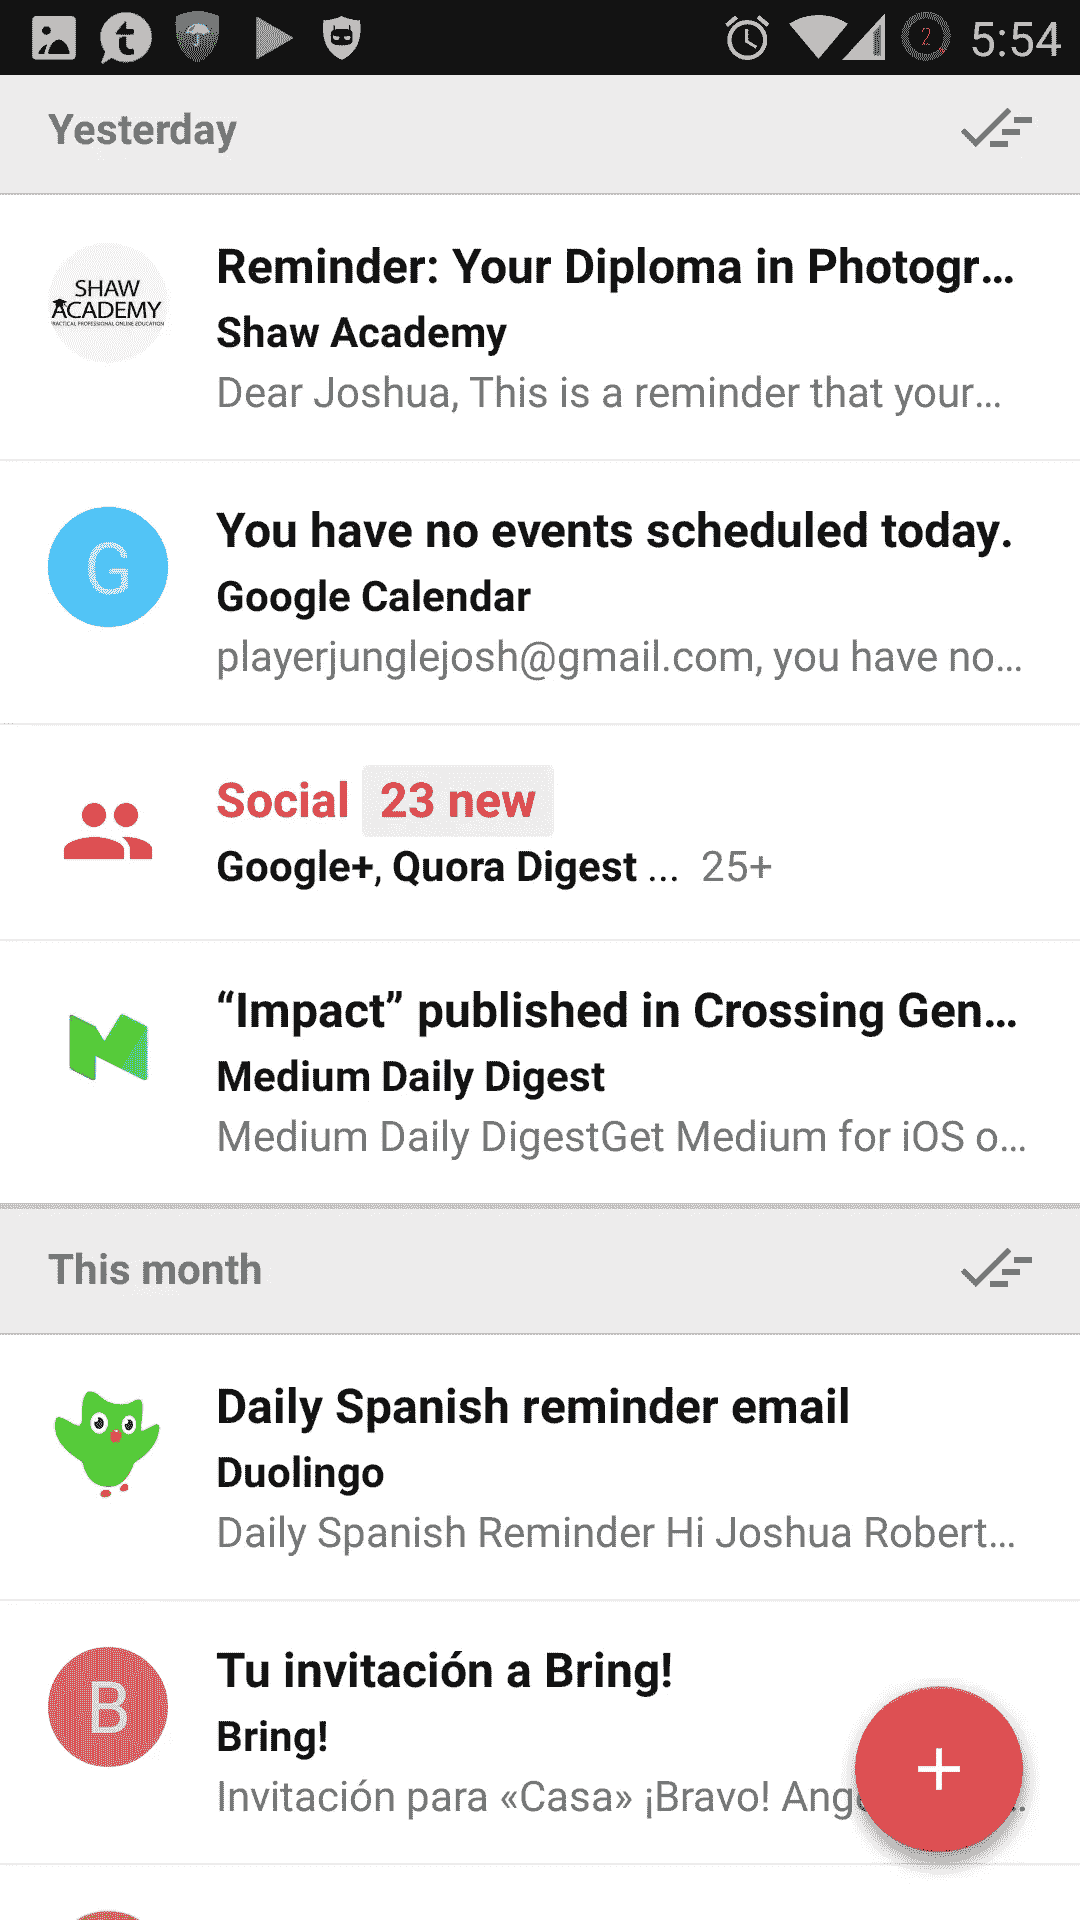 2
5:54
Yesterday
SHAW
ACADEMY
PRACTICAL PROFESSIONAL ONLINE EDUCATION
Reminder: Your Diploma in Photogr...
Shaw Academy
Dear Joshua, This is a reminder that your...
G
You have no events scheduled today.
Google Calendar
playerjunglejosh@gmail.com, you have no...
Social 23 new
Google+, Quora Digest ... 25+
“Impact” published in Crossing Gen...
Medium Daily Digest
Medium Daily DigestGet Medium for iOS o...
This month
Daily Spanish reminder email
Duolingo
Daily Spanish Reminder Hi Joshua Robert...
B
Tu invitación a Bring!
Bring!
Invitación para «Casa» ¡Bravo! Ang